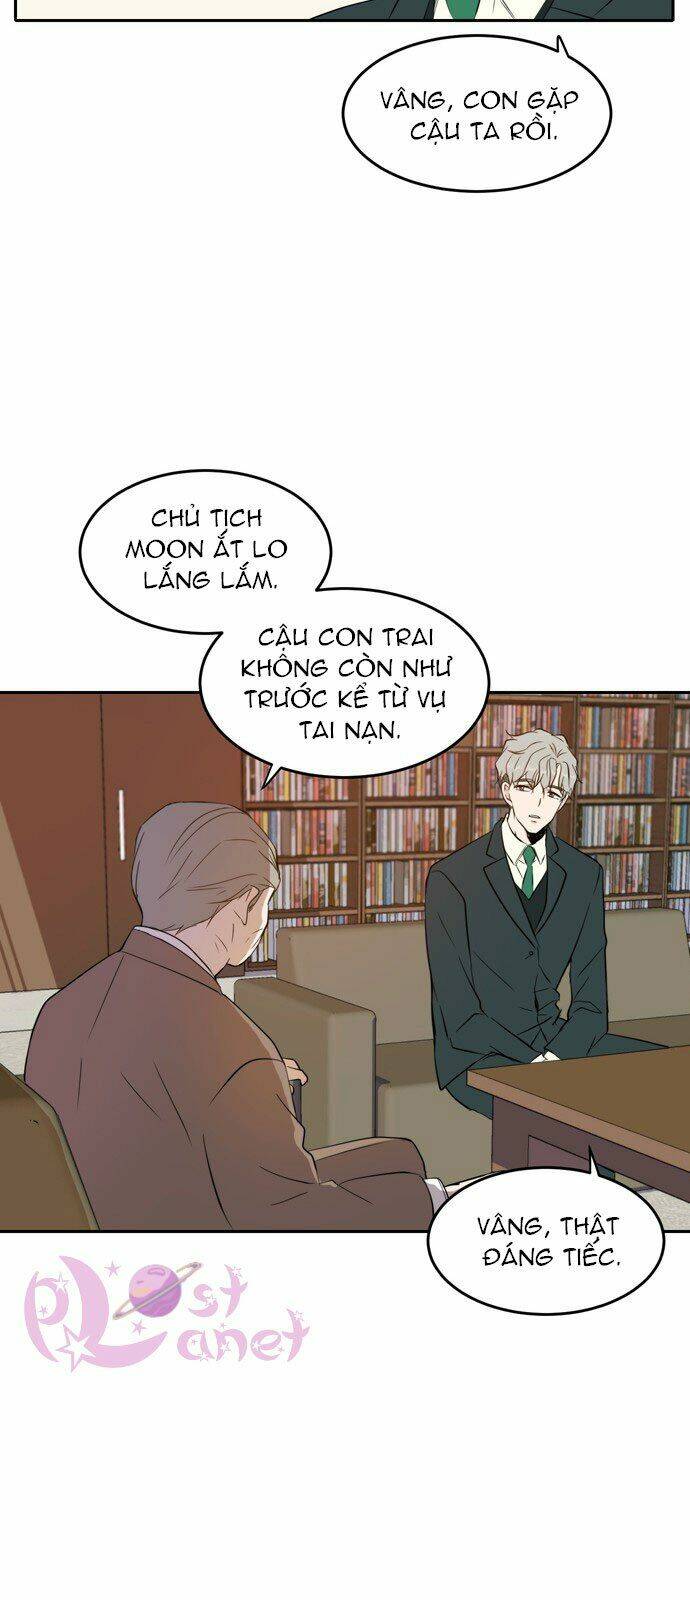 VÂNG, CON GẶP
CẬU TA RỒI.
CHỦ TỊCH
MOON ẮT LO
LẮNG LẮM.
CẬU CON TRAI
KHÔNG CÒN NHƯ
TRƯỚC KỂ TỪ VỤ
TAI NẠN.
VÂNG, THẬT
ĐÁNG TIẾC.
Lost
Planet